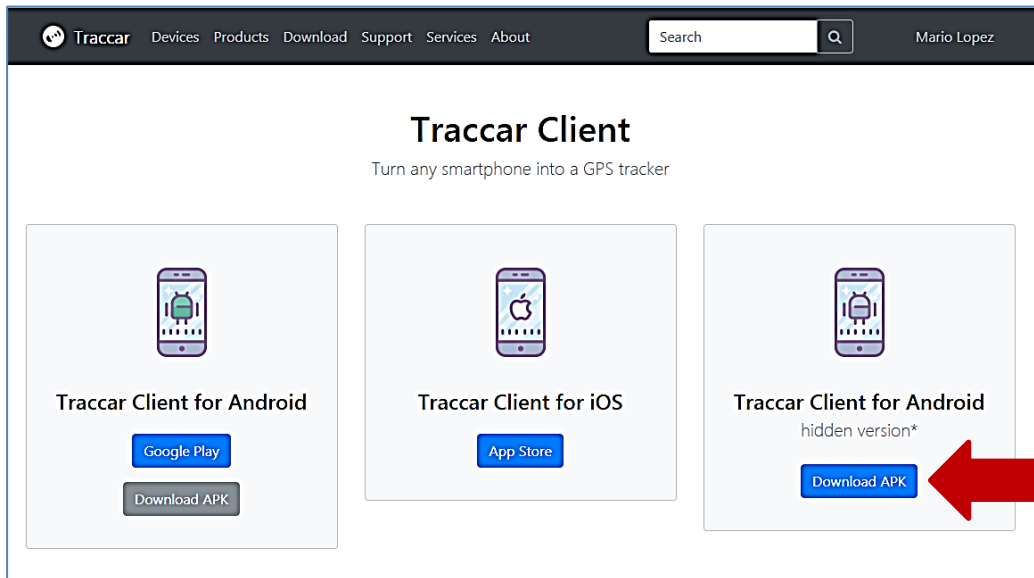 Traccar Devices Products Download Support Services About Search Mario Lopez
Traccar Client
Turn any smartphone into a GPS tracker
Traccar Client for Android
Google Play
Download APK
Traccar Client for iOS
App Store
Traccar Client for Android
hidden version*
Download APK